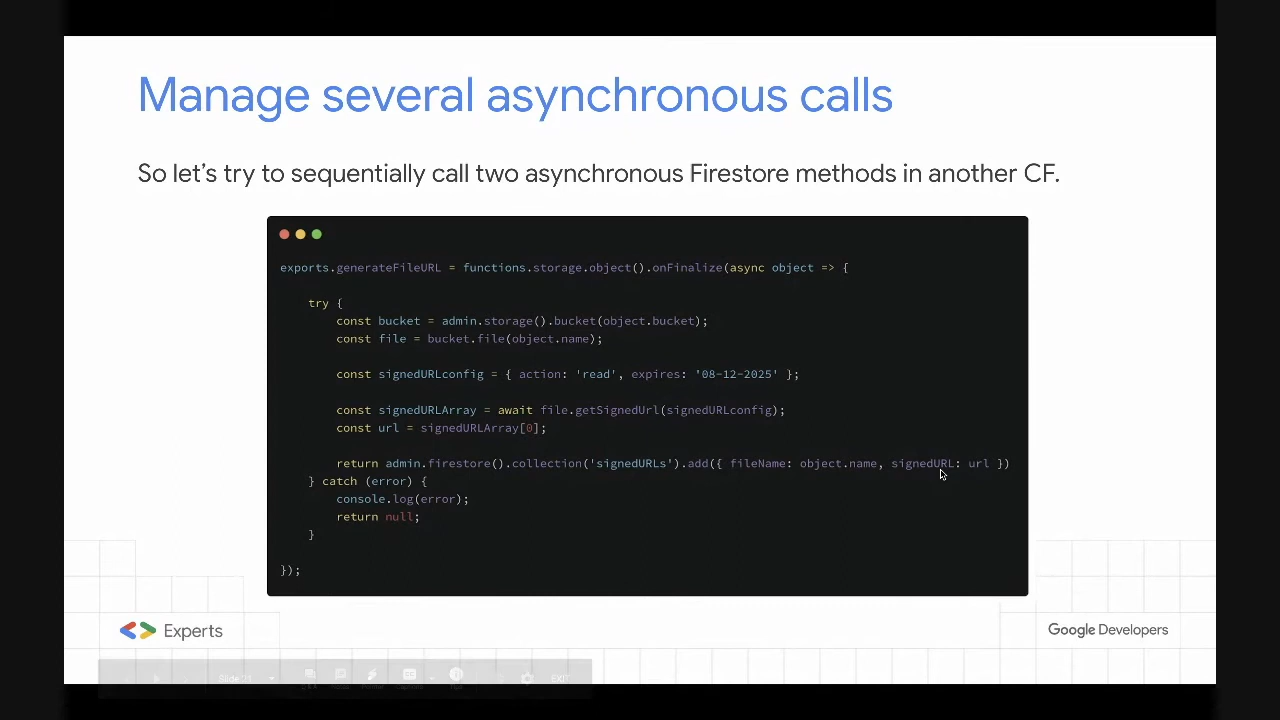 Manage several asynchronous calls
So let's try to sequentially call two asynchronous Firestore methods in another CF.
exports.generateFileURL = functions.storage.object().onFinalize(async object => {
try {
const bucket = admin.storage().bucket(object.bucket);
const file = bucket.file(object.name);
const signedURLconfig = { action: 'read', expires: '08-12-2025' };
const signedURLArray = await file.getSignedUrl(signedURLconfig);
const url = signedURLArray[0];
return admin.firestore().collection('signedURLs').add({ fileName: object.name, signedURL: url })
} catch (error) {
console.log(error);
return null;
}
});
Experts
Google Developers
Slide
EXIT